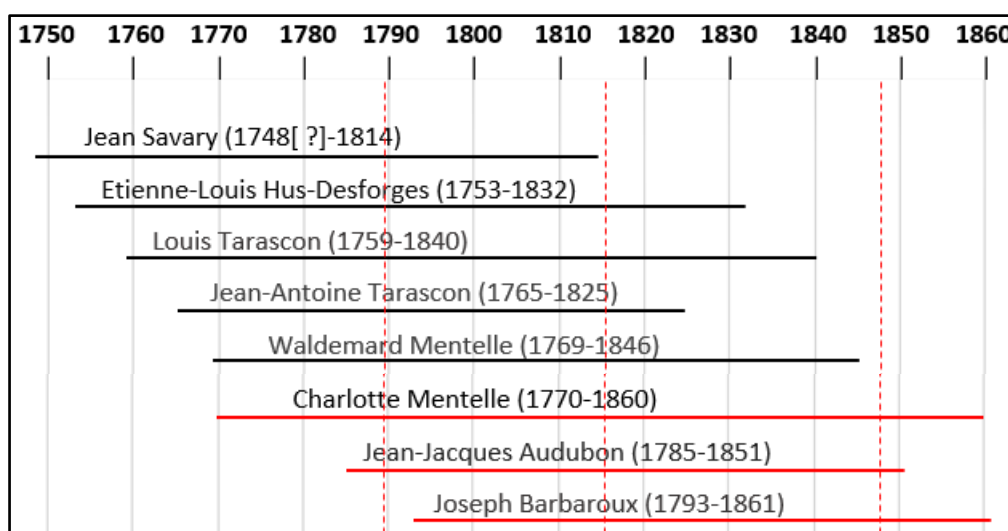 1750 1760 1770 1780 1790 1800 1810 1820 1830 1840 1850 1860
Jean Savary (1748[ ?]-1814)
Etienne-Louis Hus-Desforges (1753-1832)
Louis Tarascon (1759-1840)
Jean-Antoine Tarascon (1765-1825)
Waldemard Mentelle (1769-1846)
Charlotte Mentelle (1770-1860)
Jean-Jacques Audubon (1785-1851)
Joseph Barbaroux (1793-1861)